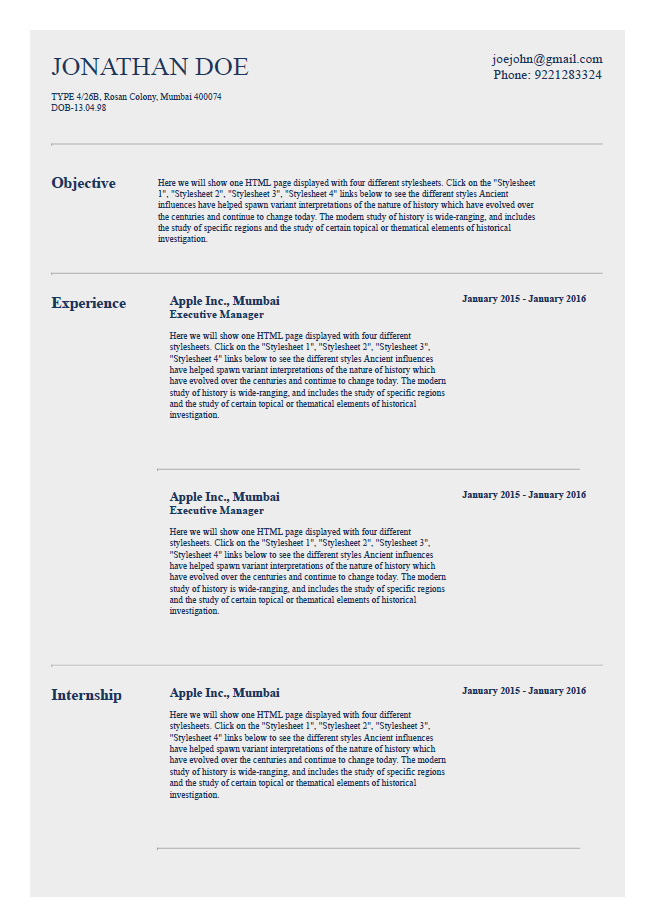 JONATHAN DOE
joejohn@gmail.com
Phone: 9221283324
TYPE 4/26B, Rosan Colony, Mumbai 400074
DOB-13.04.98
Objective
Here we will show one HTML page displayed with four different stylesheets. Click on the "Stylesheet
1", "Stylesheet 2", "Stylesheet 3", "Stylesheet 4" links below to see the different styles Ancient
influences have helped spawn variant interpretations of the nature of history which have evolved over
the centuries and continue to change today. The modern study of history is wide-ranging, and includes
the study of specific regions and the study of certain topical or thematical elements of historical
investigation.
Experience
Apple Inc., Mumbai
January 2015 - January 2016
Executive Manager
Here we will show one HTML page displayed with four different
stylesheets. Click on the "Stylesheet 1", "Stylesheet 2", "Stylesheet 3",
"Stylesheet 4" links below to see the different styles Ancient influences
have helped spawn variant interpretations of the nature of history which
have evolved over the centuries and continue to change today. The modern
study of history is wide-ranging, and includes the study of specific regions
and the study of certain topical or thematical elements of historical
investigation.
Apple Inc., Mumbai
January 2015 - January 2016
Executive Manager
Here we will show one HTML page displayed with four different
stylesheets. Click on the "Stylesheet 1", "Stylesheet 2", "Stylesheet 3",
"Stylesheet 4" links below to see the different styles Ancient influences
have helped spawn variant interpretations of the nature of history which
have evolved over the centuries and continue to change today. The modern
study of history is wide-ranging, and includes the study of specific regions
and the study of certain topical or thematical elements of historical
investigation.
Internship
Apple Inc., Mumbai
January 2015 - January 2016
Here we will show one HTML page displayed with four different
stylesheets. Click on the "Stylesheet 1", "Stylesheet 2", "Stylesheet 3",
"Stylesheet 4" links below to see the different styles Ancient influences
have helped spawn variant interpretations of the nature of history which
have evolved over the centuries and continue to change today. The modern
study of history is wide-ranging, and includes the study of specific regions
and the study of certain topical or thematical elements of historical
investigation.